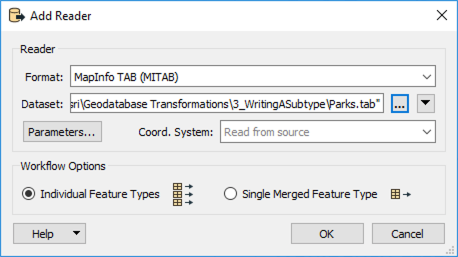 Add Reader
Reader
Format: MapInfo TAB (MITAB)
Dataset: sri\Geodatabase Transformations\3_WritingASubtype\Parks.tab" ...
Parameters... Coord. System: Read from source
Workflow Options
Individual Feature Types Single Merged Feature Type
Help OK Cancel